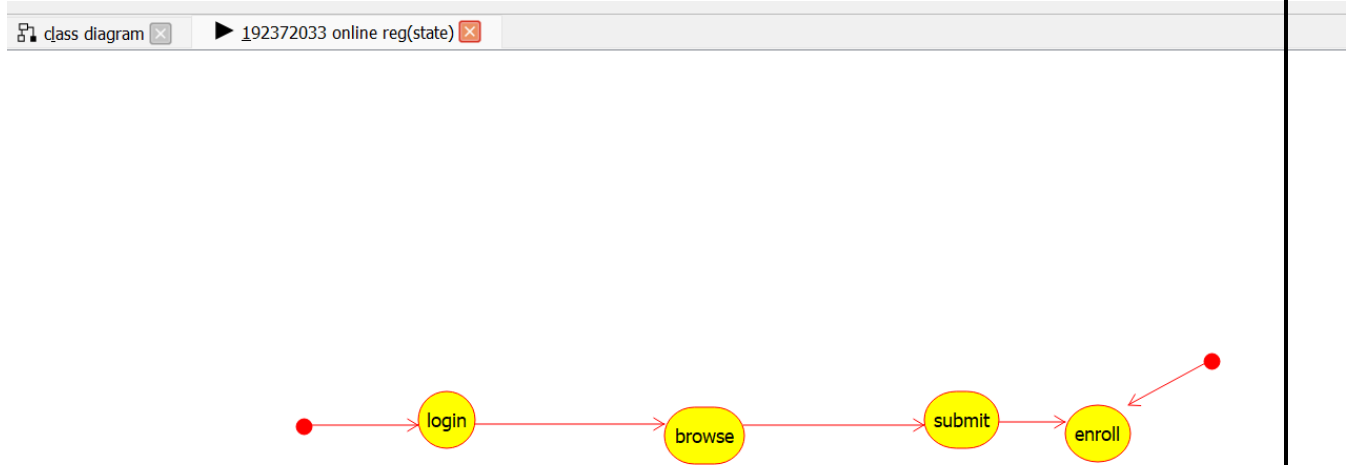 class diagram
192372033 online reg(state)
login
browse
submit
enroll